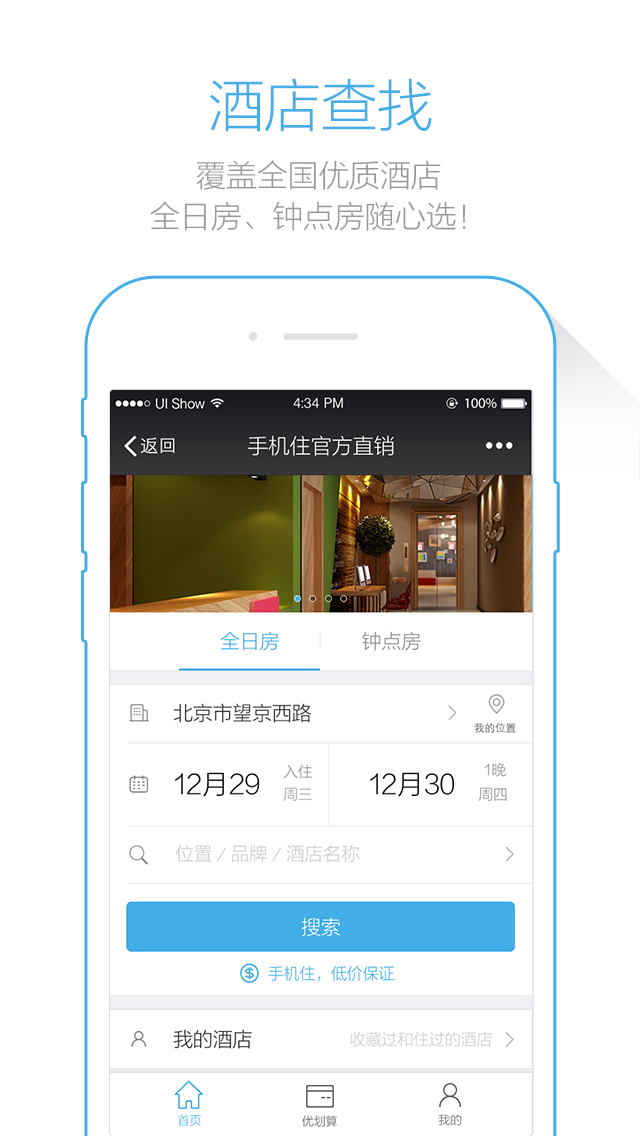 酒店查找
覆盖全国优质酒店
全日房、钟点房随心选!
UI Show 4:34 PM 100%
返回 手机住官方直销
全日房 钟点房
北京市望京西路 我的位置
12月29 入住 周三 12月30 1晚 周四
位置 / 品牌 / 酒店名称
搜索
手机住，低价保证
我的酒店 收藏过和住过的酒店
首页 优划算 我的